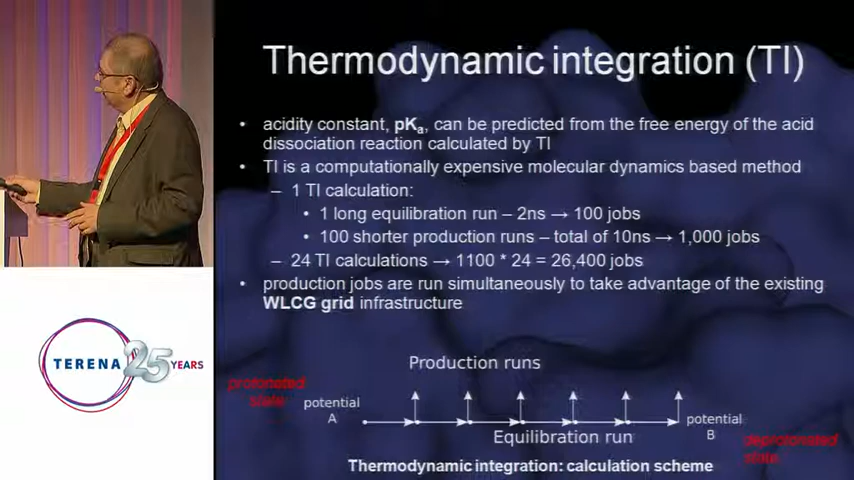 Thermodynamic integration (TI)
• acidity constant, pKa, can be predicted from the free energy of the acid
dissociation reaction calculated by TI
• TI is a computationally expensive molecular dynamics based method
– 1 TI calculation:
• 1 long equilibration run – 2ns → 100 jobs
• 100 shorter production runs – total of 10ns → 1,000 jobs
– 24 TI calculations → 1100 * 24 = 26,400 jobs
• production jobs are run simultaneously to take advantage of the existing
WLCG grid infrastructure
TERENA 25 YEARS
Production runs
protonated
state
potential
A
potential
B
Equilibration run
deprotonated
state
Thermodynamic integration: calculation scheme